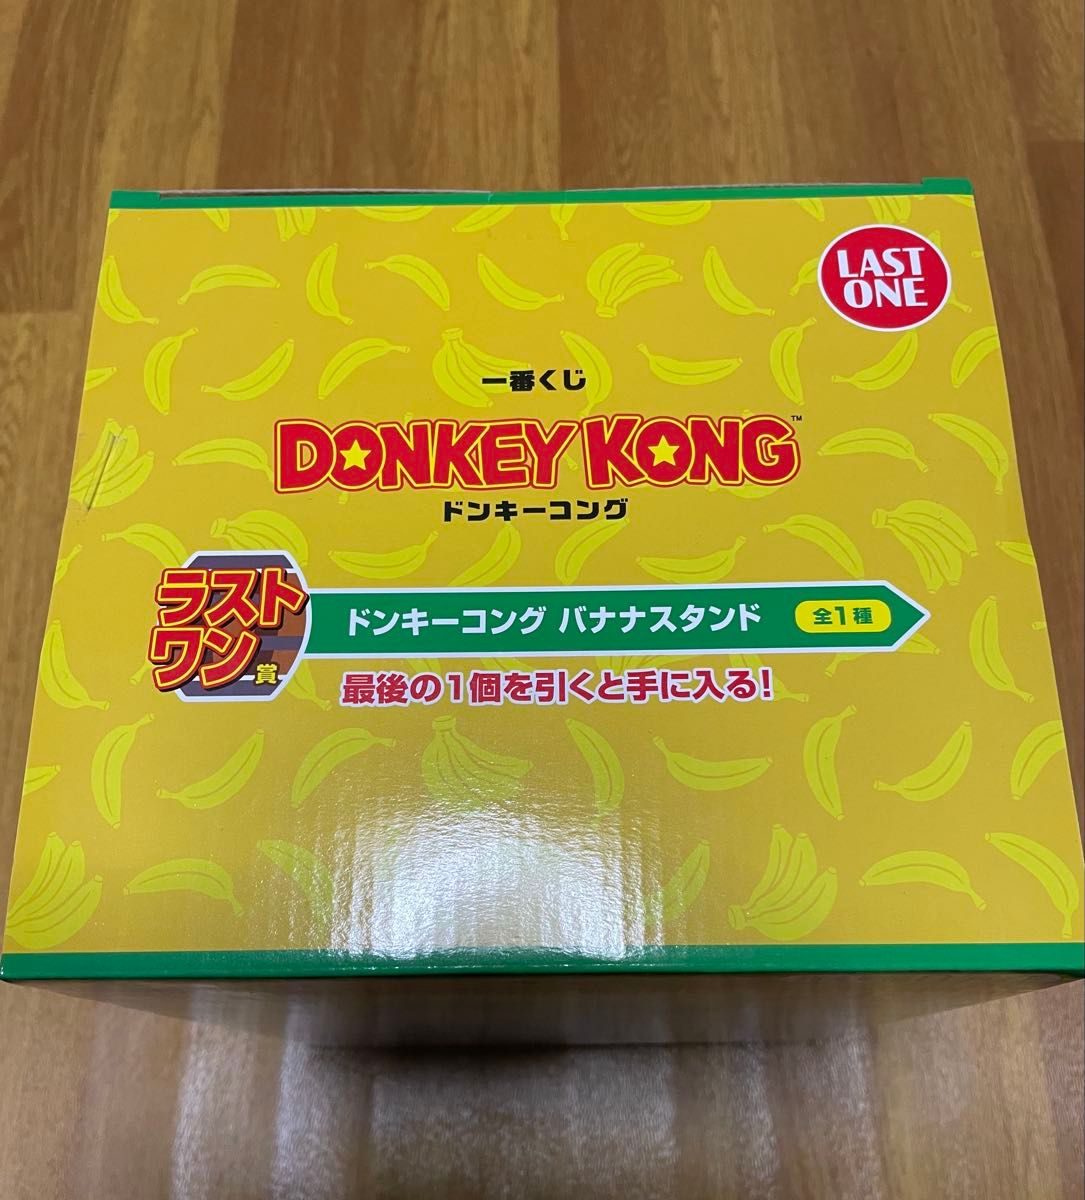 LAST
ONE
一番くじ
DONKEY KONG™
ドンキーコング
ラスト
ワン賞
ドンキーコング バナナスタンド 全1種
最後の1個を引くと手に入る!